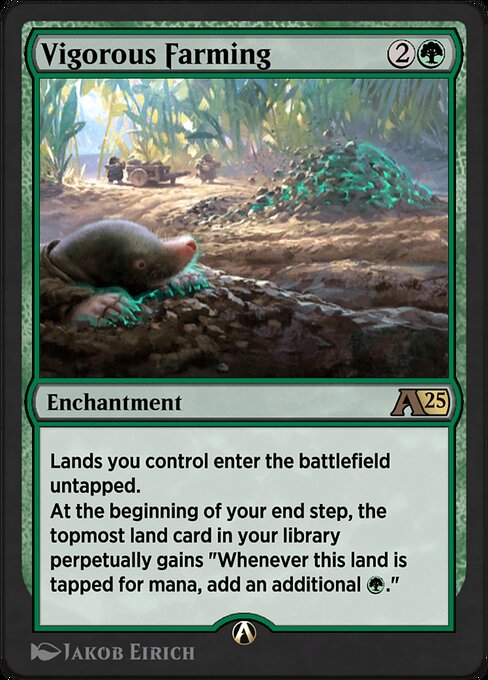 Vigorous Farming 2
Enchantment A25
Lands you control enter the battlefield
untapped.
At the beginning of your end step, the
topmost land card in your library
perpetually gains "Whenever this land is
tapped for mana, add an additional ."
A
Jakob Eirich